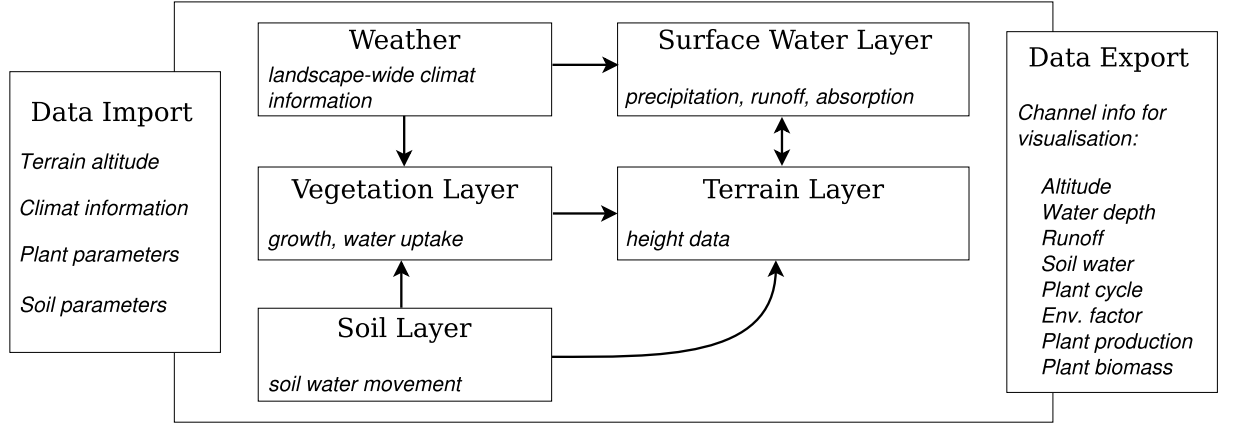 Data Import
Terrain altitude
Climat information
Plant parameters
Soil parameters
Weather
landscape-wide climat
information
Surface Water Layer
precipitation, runoff, absorption
Vegetation Layer
growth, water uptake
Terrain Layer
height data
Soil Layer
soil water movement
Data Export
Channel info for
visualisation:
Altitude
Water depth
Runoff
Soil water
Plant cycle
Env. factor
Plant production
Plant biomass